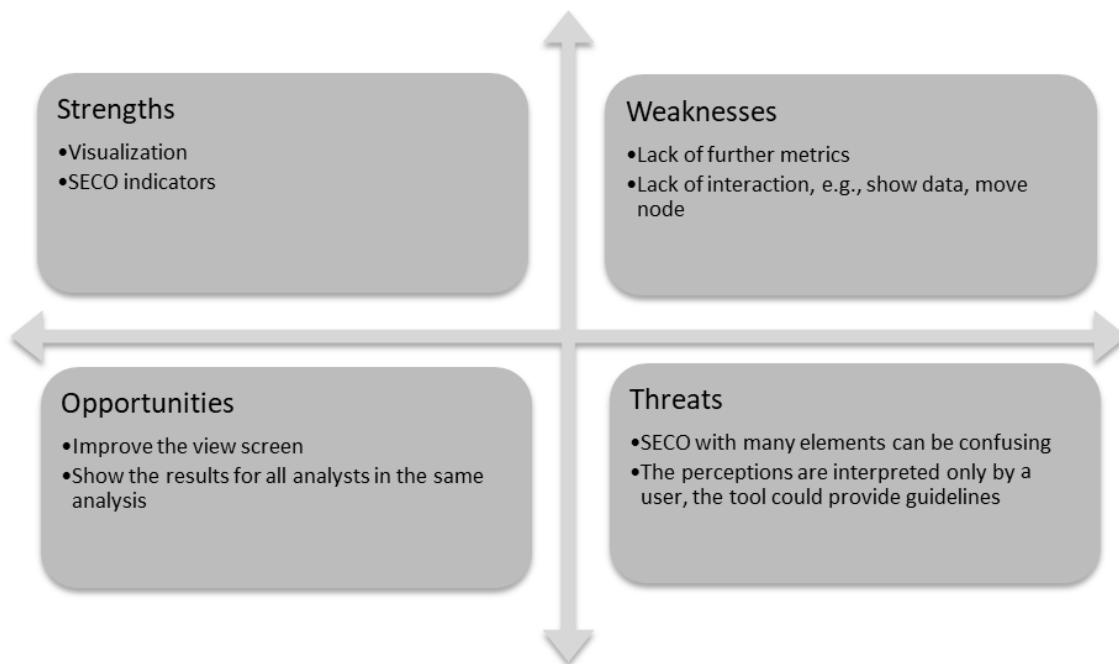 Strengths
•Visualization
•SECO indicators
Weaknesses
•Lack of further metrics
•Lack of interaction, e.g., show data, move
node
Opportunities
•Improve the view screen
•Show the results for all analysts in the same
analysis
Threats
•SECO with many elements can be confusing
•The perceptions are interpreted only by a
user, the tool could provide guidelines